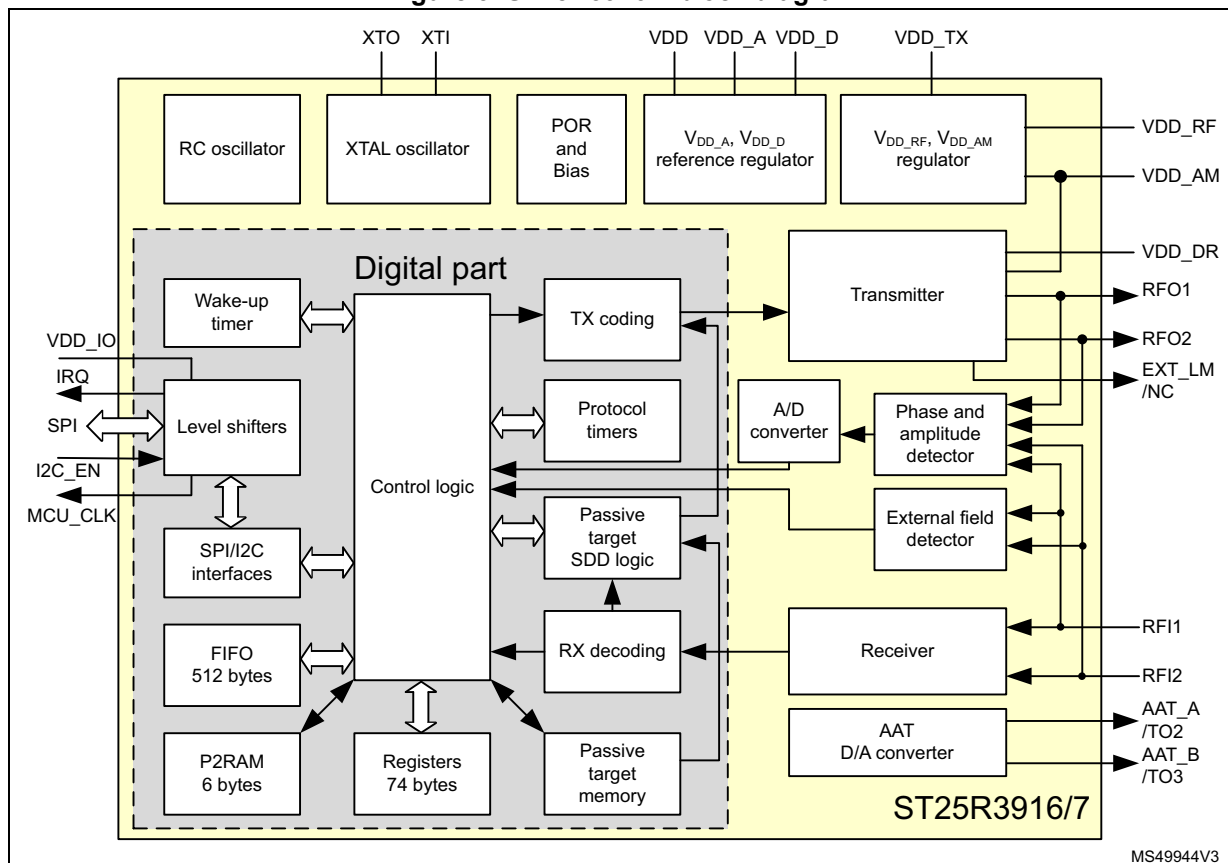 XTO XTI VDD VDD_A VDD_D VDD_TX
RC oscillator
XTAL oscillator
POR
and
Bias
VDD_A, VDD_D
reference regulator
VDD_RF, VDD_AM
regulator
VDD_RF
VDD_AM
VDD_DR
RFO1
RFO2
EXT_LM
/NC
Digital part
Wake-up
timer
TX coding
Transmitter
VDD_IO
IRQ
SPI
I2C_EN
MCU_CLK
Level shifters
Control logic
Protocol
timers
A/D
converter
Phase and
amplitude
detector
SPI/I2C
interfaces
Passive
target
SDD logic
External field
detector
FIFO
512 bytes
RX decoding
Receiver
RFI1
RFI2
P2RAM
6 bytes
Registers
74 bytes
Passive
target
memory
AAT
D/A converter
AAT_A
/TO2
AAT_B
/TO3
ST25R3916/7
MS49944V3